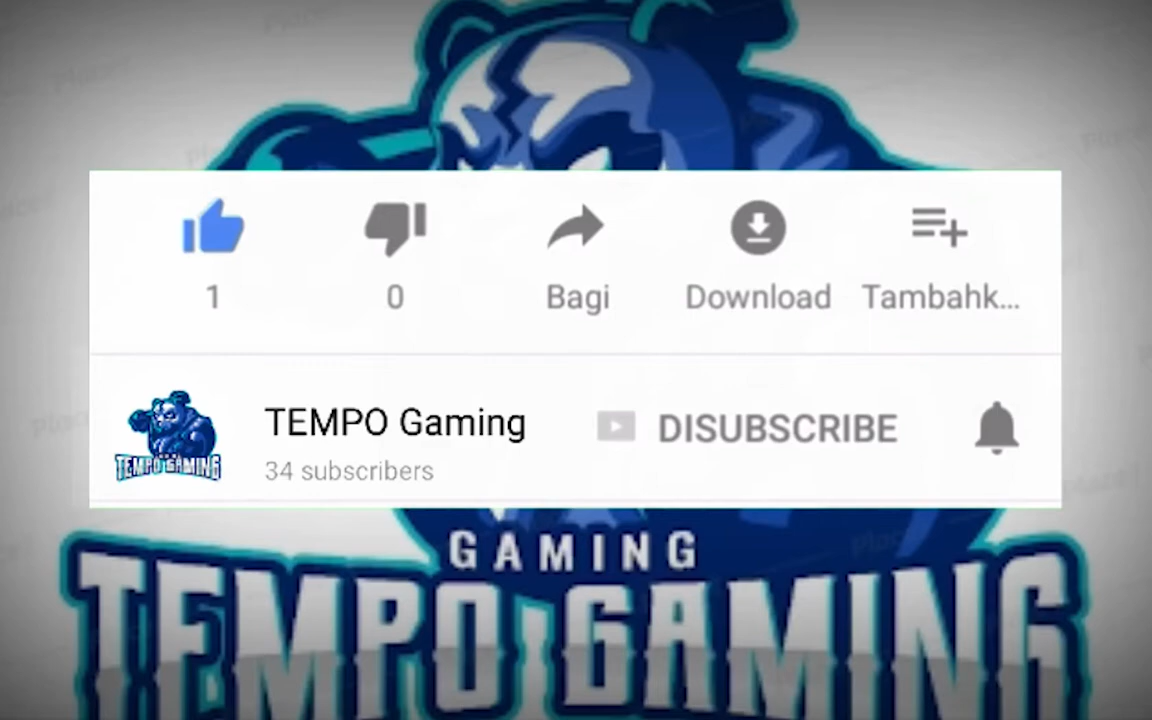 1
0
Bagi
Download
Tambahk...
TEMPO Gaming
DISUBSCRIBE
34 subscribers
TEMPO GAMING
GAMING
TEMPO GAMING